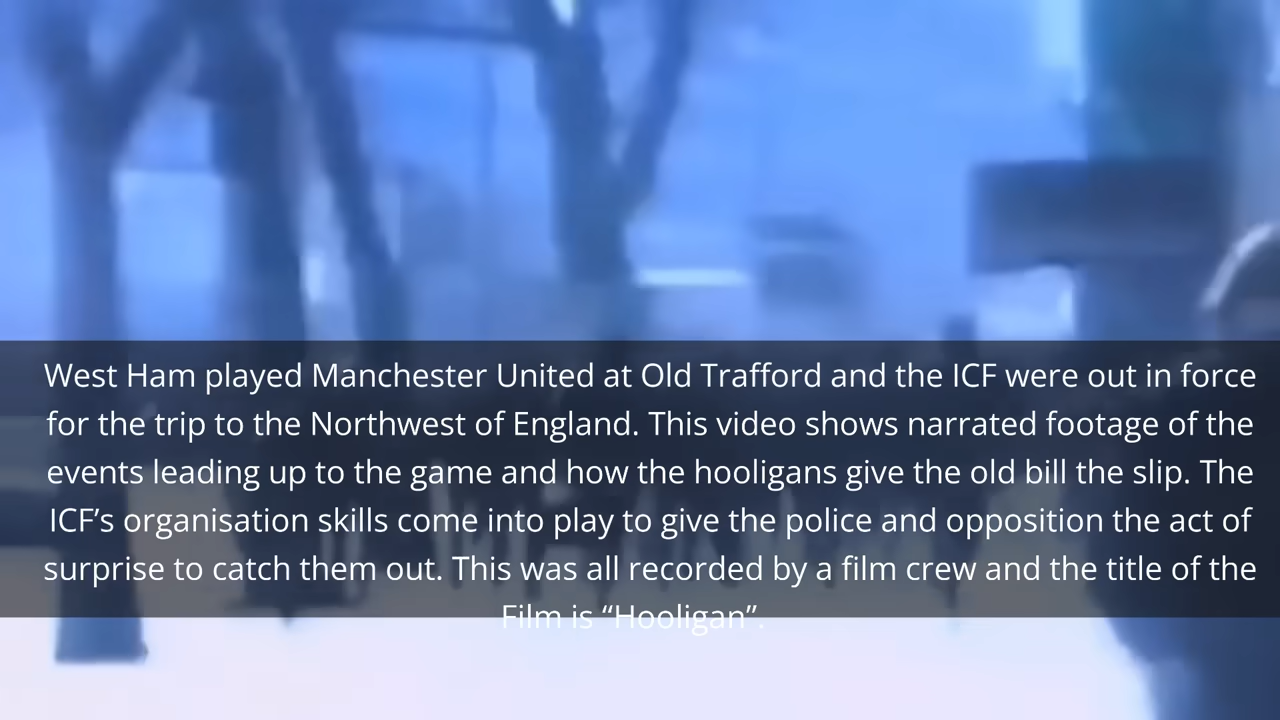 West Ham played Manchester United at Old Trafford and the ICF were out in force
for the trip to the Northwest of England. This video shows narrated footage of the
events leading up to the game and how the hooligans give the old bill the slip. The
ICF’s organisation skills come into play to give the police and opposition the act of
surprise to catch them out. This was all recorded by a film crew and the title of the
Film is “Hooligan”.